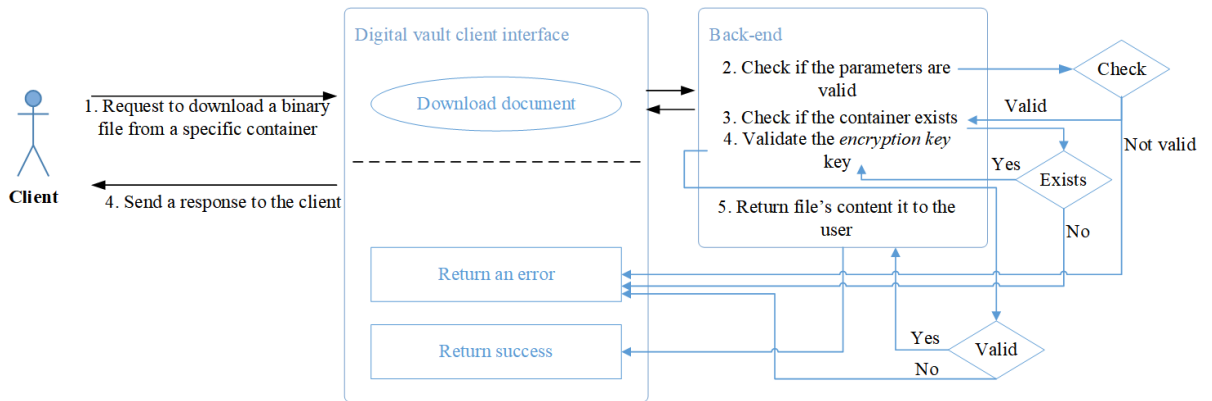 Digital vault client interface
Back-end
2. Check if the parameters are
valid
Check
Download document
1. Request to download a binary
file from a specific container
Valid
3. Check if the container exists
4. Validate the encryption key
key
Not valid
Yes
Exists
Client
4. Send a response to the client
5. Return file's content it to the
user
No
Return an error
Return success
Yes
Valid
No